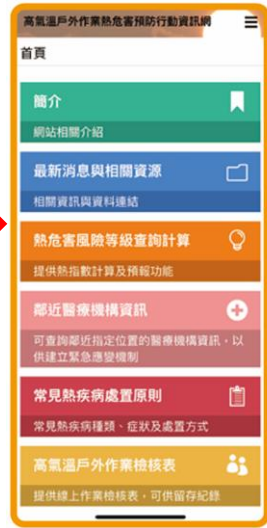 高氣溫戶外作業熱危害預防行動資訊網
首頁
簡介
網站相關介紹
最新消息與相關資源
相關資訊與資料連結
熱危害風險等級查詢計算
提供熱指數計算及預報功能
鄰近醫療機構資訊
可查詢鄰近指定位置的醫療機構資訊，以
供建立緊急應變機制
常見熱疾病處置原則
常見熱疾病種類、症狀及處置方式
高氣溫戶外作業檢核表
提供線上作業檢核表，可供留存紀錄